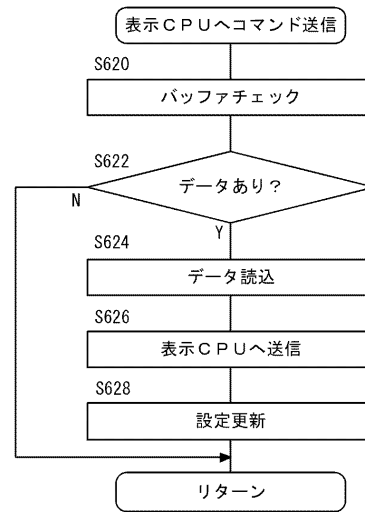 表示ＣＰＵへコマンド送信
S620
バッファチェック
S622
データあり？
N
Y
S624
データ読込
S626
表示ＣＰＵへ送信
S628
設定更新
リターン